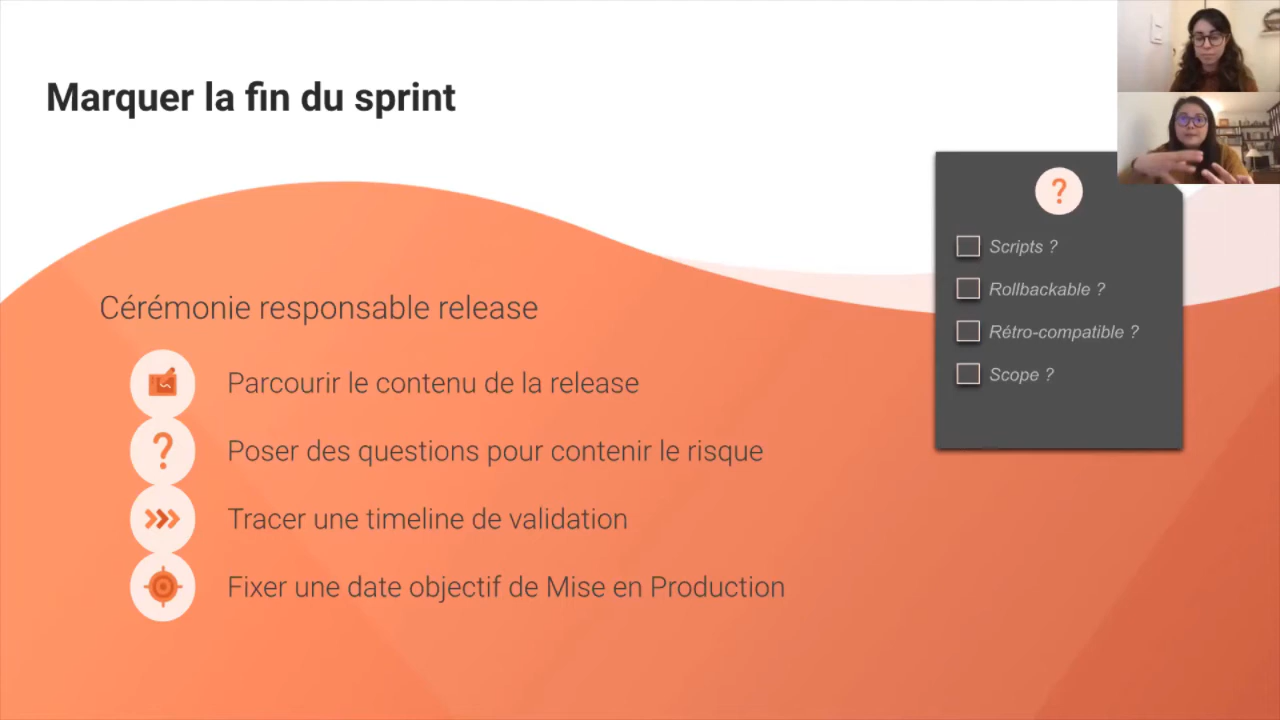 Marquer la fin du sprint
?
Scripts ?
Rollbackable ?
Rétro-compatible ?
Scope ?
Cérémonie responsable release
Parcourir le contenu de la release
?
Poser des questions pour contenir le risque
Tracer une timeline de validation
Fixer une date objectif de Mise en Production